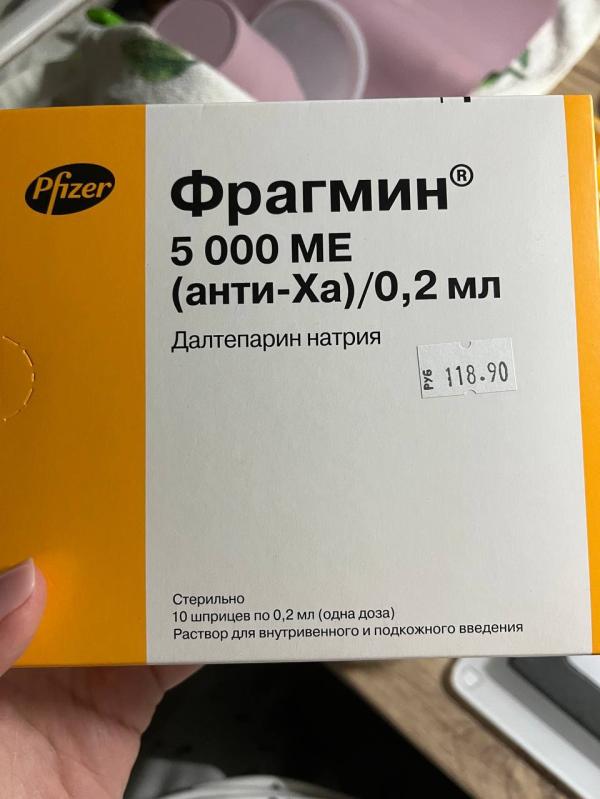 Pfizer
Фрагмин®
5 000 МЕ
(анти-Ха)/0,2 мл
Далтепарин натрия
РУБ 118.90
Стерильно
10 шприцев по 0,2 мл (одна доза)
Раствор для внутривенного и подкожного введения